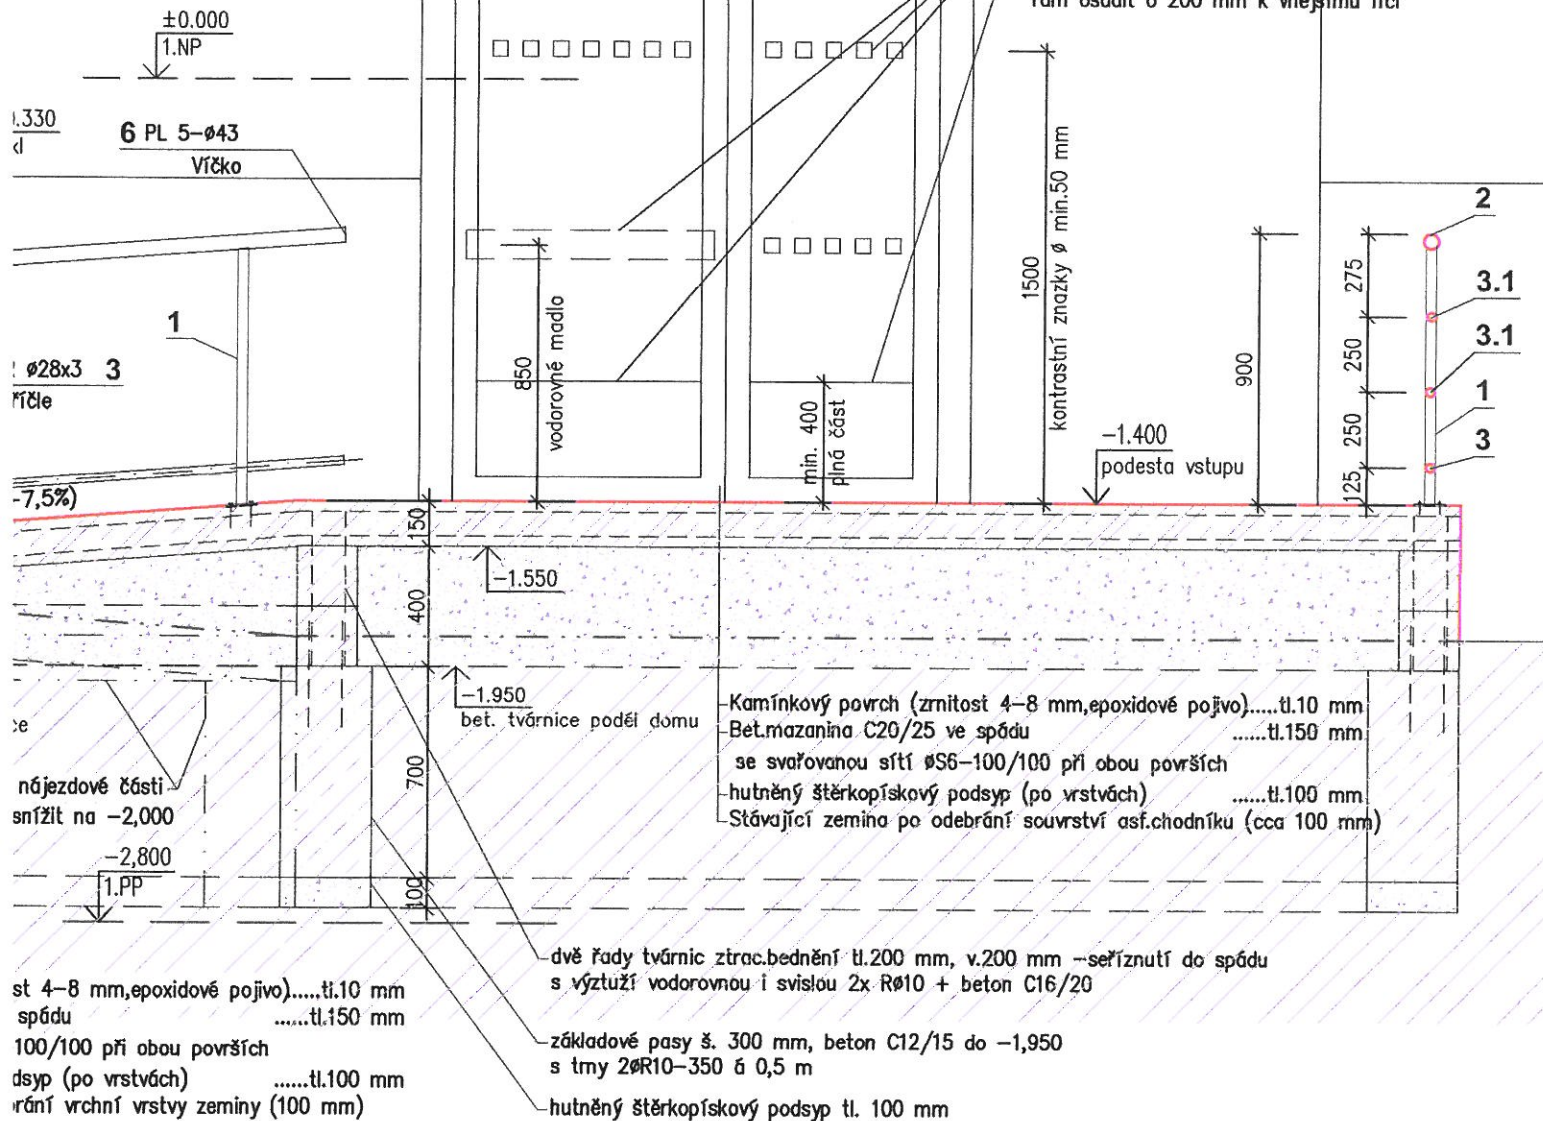 rám osadit o 200 mm k vnějšímu líci
±0.000
1.NP
.330
6 PL 5-ø43
Víčko
1
ø28x3 3
říčle
-7,5%)
850
vodorovné madlo
min. 400
plná část
1500
kontrastní znazky ø min.50 mm
900
-1.400
podesta vstupu
275
250
250
125
2
3.1
3.1
1
3
150
400
700
100
-1.550
-1.950
bet. tvárnice podél domu
nájezdové části
snížit na -2,000
-2,800
1.PP
Kamínkový povrch (zrnitost 4-8 mm,epoxidové pojivo).....tl.10 mm
Bet.mazanina C20/25 ve spádu ......tl.150 mm
se svařovanou sítí øS6-100/100 při obou površích
hutněný štěrkopískový podsyp (po vrstvách) ......tl.100 mm
Stávající zemina po odebrání souvrství asf.chodníku (cca 100 mm)
dvě řady tvárnic ztrac.bednění tl.200 mm, v.200 mm -seříznutí do spádu
s výztuží vodorovnou i svislou 2x Rø10 + beton C16/20
základové pasy š. 300 mm, beton C12/15 do -1,950
s trny 2øR10-350 á 0,5 m
hutněný štěrkopískový podsyp tl. 100 mm
st 4-8 mm,epoxidové pojivo).....tl.10 mm
spádu ......tl.150 mm
100/100 při obou površích
dsyp (po vrstvách) ......tl.100 mm
rání vrchní vrstvy zeminy (100 mm)